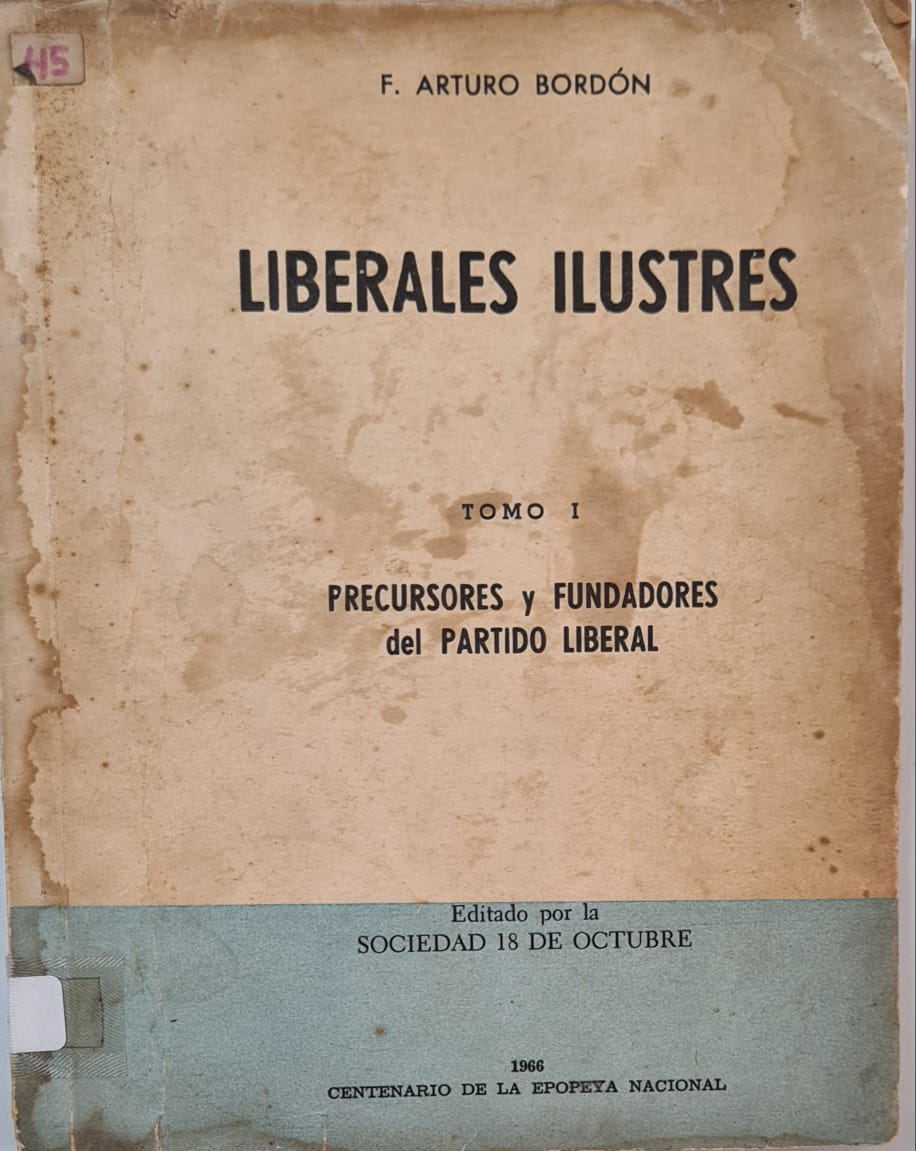 45
F. ARTURO BORDÓN
LIBERALES ILUSTRES
TOMO I
PRECURSORES y FUNDADORES
del PARTIDO LIBERAL
Editado por la
SOCIEDAD 18 DE OCTUBRE
1966
CENTENARIO DE LA EPOPEYA NACIONAL